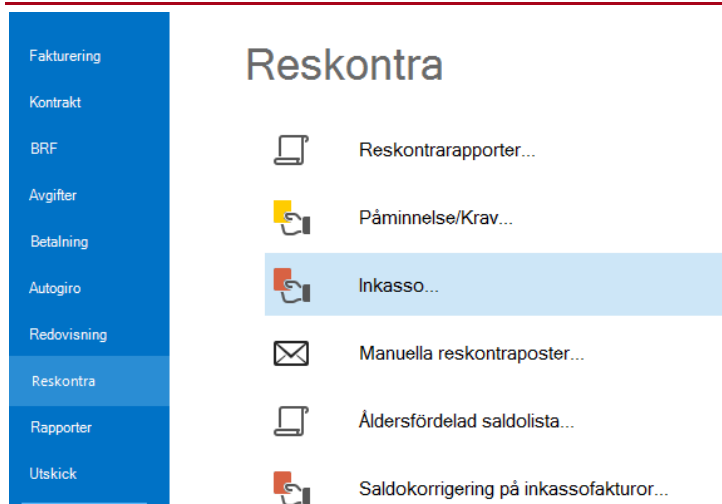 Fakturering
Kontrakt
BRF
Avgifter
Betalning
Autogiro
Redovisning
Reskontra
Rapporter
Utskick
Reskontra
Reskontrarapporter...
Påminnelse/Krav...
Inkasso...
Manuella reskontraposter...
Åldersfördelad saldolista...
Saldokorrigering på inkassofakturor...